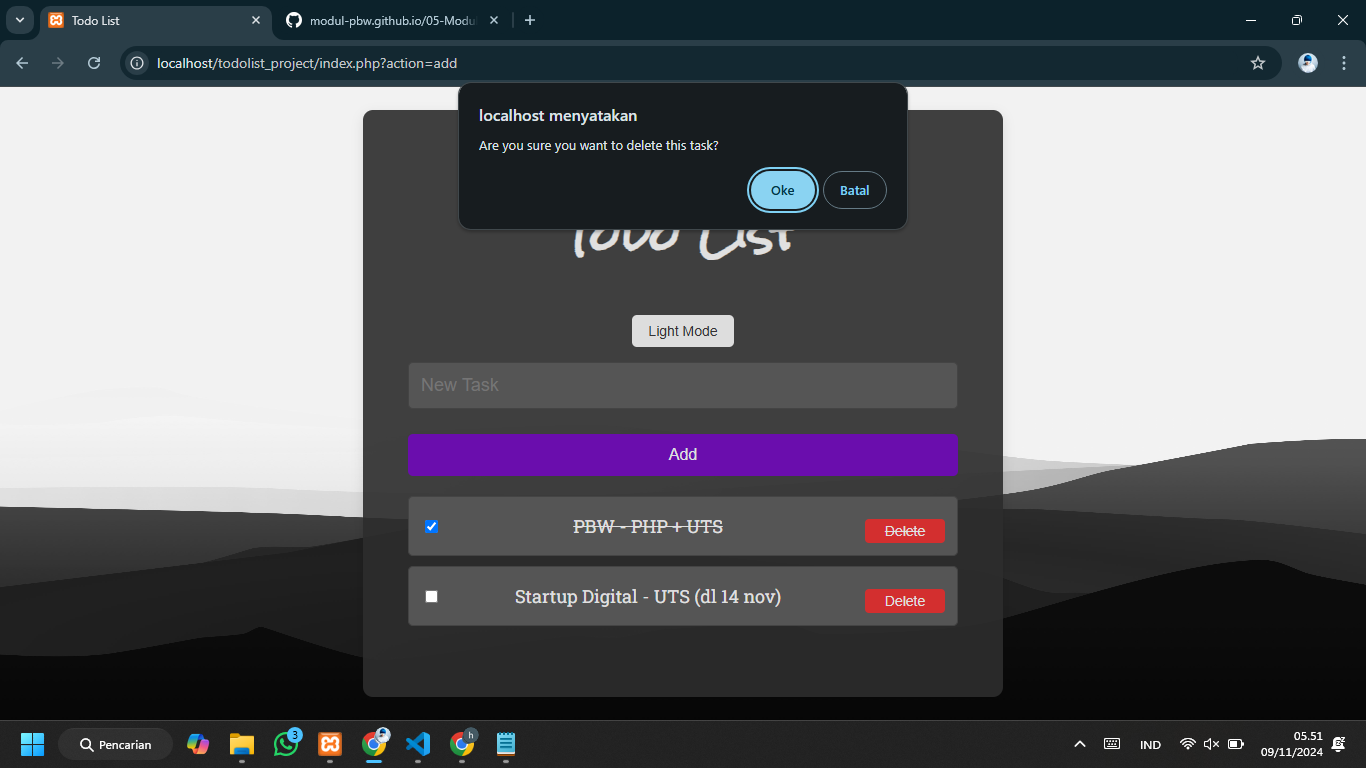 Todo List
modul-pbw.github.io/05-Modu
localhost/todolist_project/index.php?action=add
localhost menyatakan
Are you sure you want to delete this task?
Oke
Batal
Todo List
Light Mode
New Task
Add
PBW - PHP + UTS
Delete
Startup Digital - UTS (dl 14 nov)
Delete
Pencarian
3
h
IND
05.51
09/11/2024